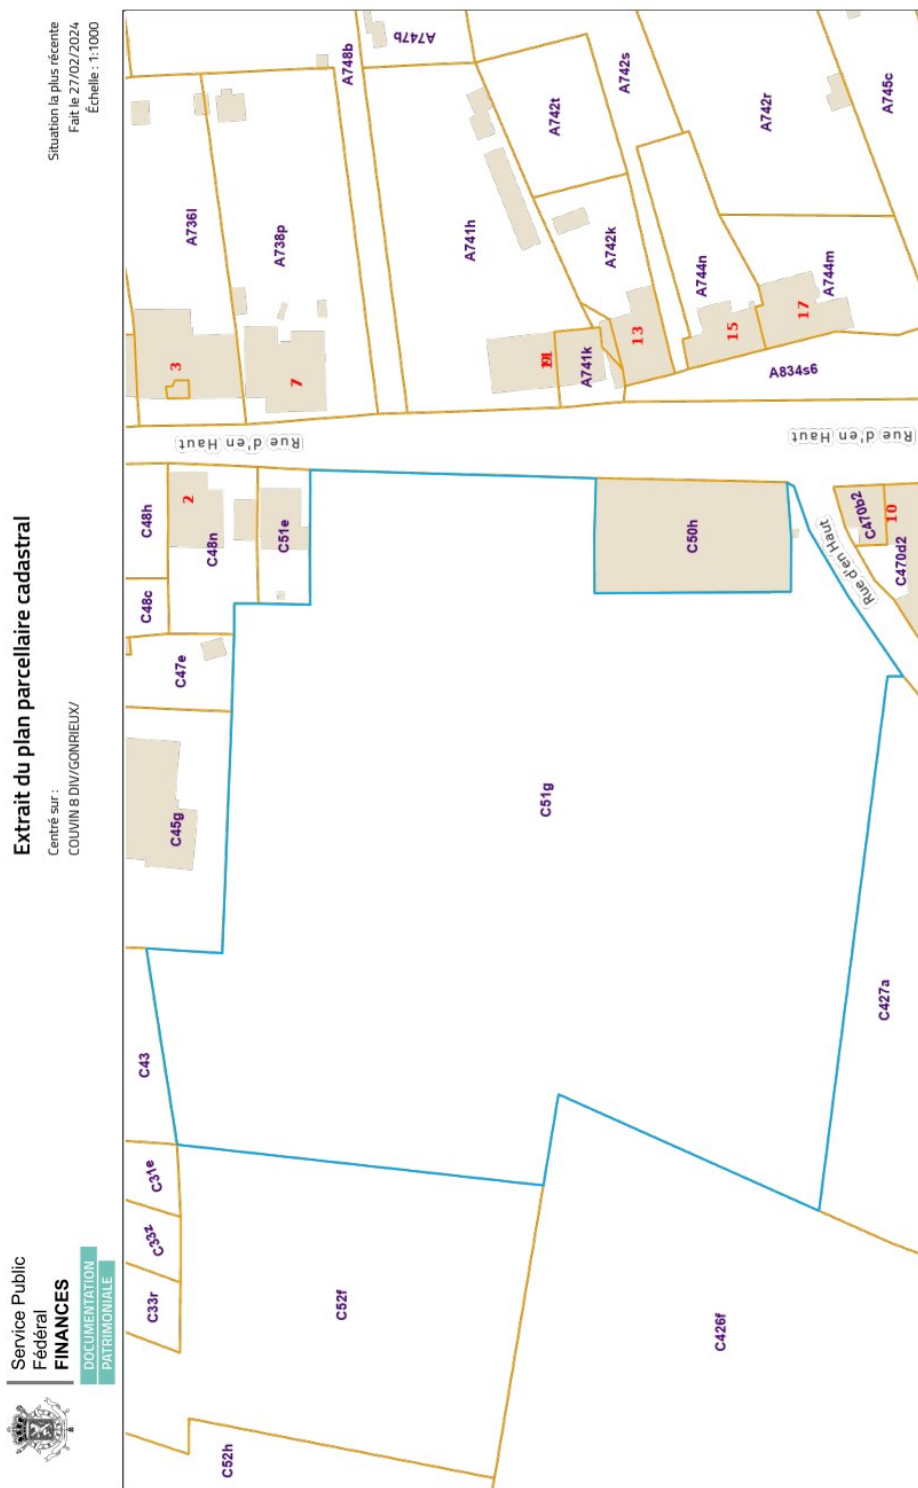 Service Public
Fédéral
FINANCES
DOCUMENTATION
PATRIMONIALE
Extrait du plan parcellaire cadastral
Centré sur :
COUVIN 8 DIV/GONRIEUX/
Situation la plus récente
Fait le 27/02/2024
Échelle : 1:1000
C33r
C33z
C31e
C43
C45g
C47e
C48c
C48h
C48n
2
C51e
Rue d'en Haut
3
7
A736l
A738p
A748b
A747b
C52h
C52f
C51g
C50h
A741h
191
A741k
13
A742k
A742t
A742s
C426f
C427a
Rue d'en Haut
C470b2
10
C470d2
Rue d'en Haut
A834s6
15
17
A744n
A744m
A742r
A745c